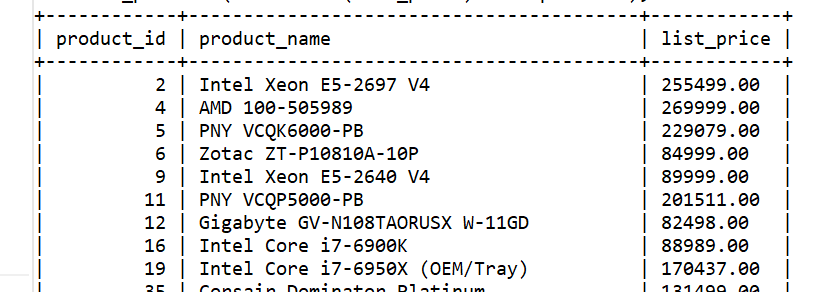 product_id | product_name | list_price
2 | Intel Xeon E5-2697 V4 | 255499.00
4 | AMD 100-505989 | 269999.00
5 | PNY VCQK6000-PB | 229079.00
6 | Zotac ZT-P10810A-10P | 84999.00
9 | Intel Xeon E5-2640 V4 | 89999.00
11 | PNY VCQP5000-PB | 201511.00
12 | Gigabyte GV-N108TAORUSX W-11GD | 82498.00
16 | Intel Core i7-6900K | 88989.00
19 | Intel Core i7-6950X (OEM/Tray) | 170437.00
35 | Corsair Dominator Platinum | 131499.00